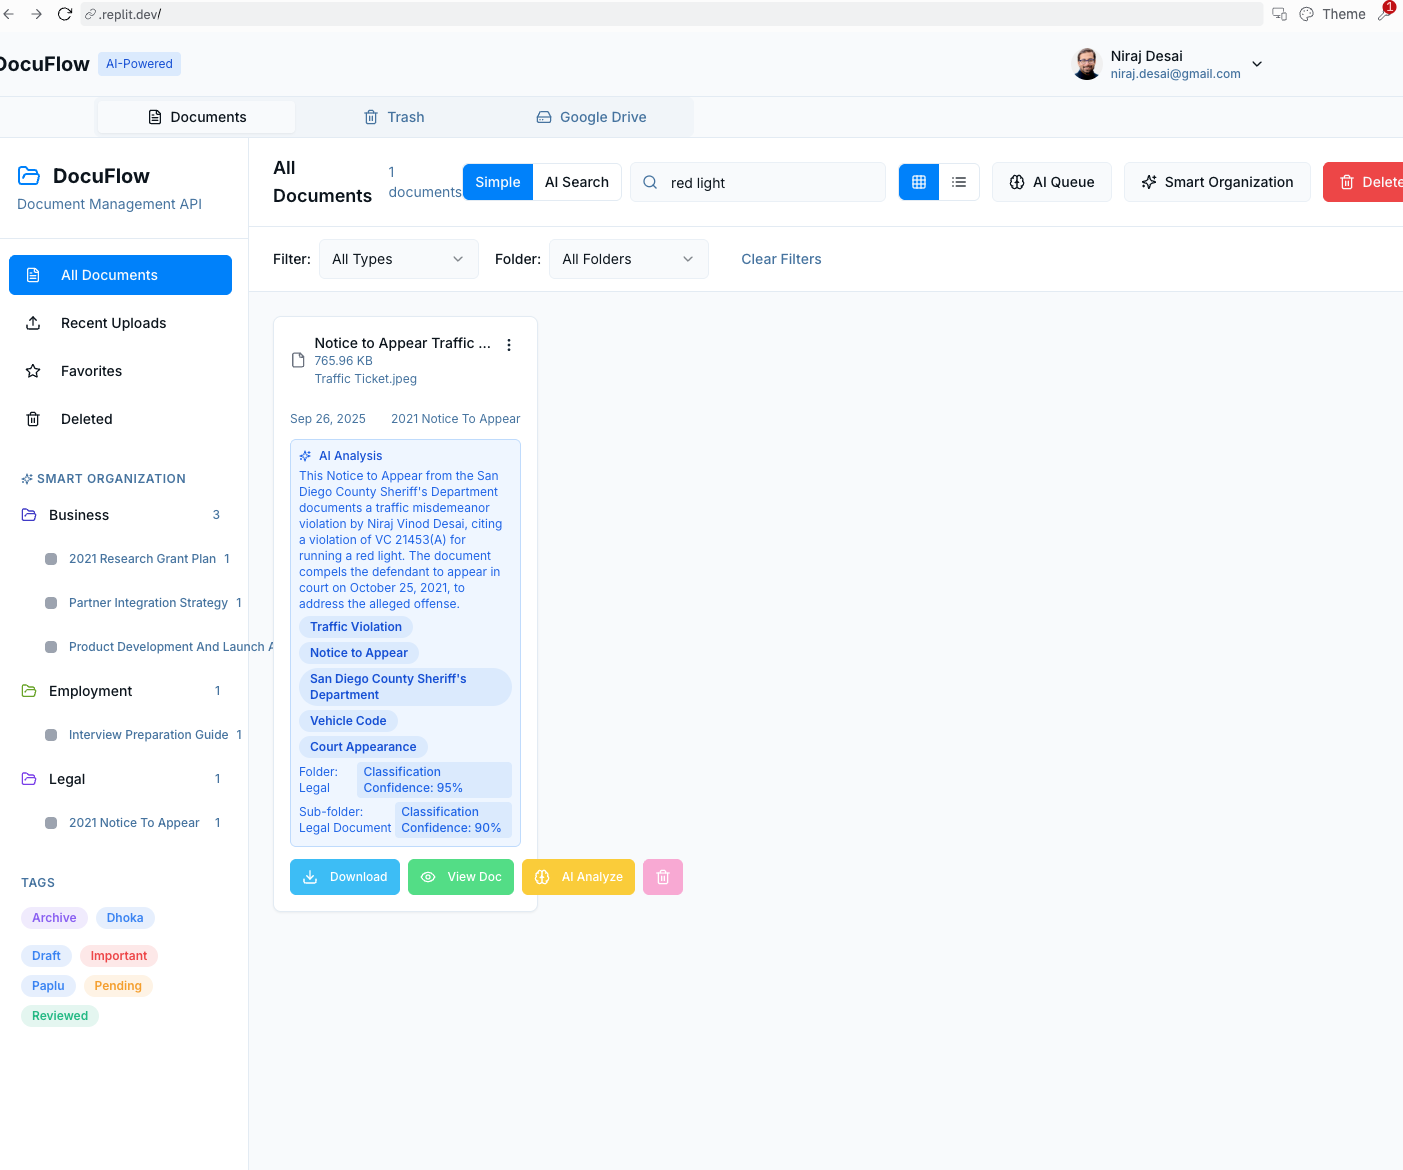 .replit.dev/
Theme
1
DocuFlow
AI-Powered
Niraj Desai
niraj.desai@gmail.com
Documents
Trash
Google Drive
DocuFlow
Document Management API
All Documents
Recent Uploads
Favorites
Deleted
SMART ORGANIZATION
Business 3
2021 Research Grant Plan 1
Partner Integration Strategy 1
Product Development And Launch A
Employment 1
Interview Preparation Guide 1
Legal 1
2021 Notice To Appear 1
TAGS
Archive Dhoka
Draft Important
Paplu Pending
Reviewed
All
Documents
1
documents
Simple AI Search
red light
AI Queue
Smart Organization
Delete
Filter: All Types Folder: All Folders Clear Filters
Notice to Appear Traffic ...
765.96 KB
Traffic Ticket.jpeg
Sep 26, 2025 2021 Notice To Appear
AI Analysis
This Notice to Appear from the San
Diego County Sheriff's Department
documents a traffic misdemeanor
violation by Niraj Vinod Desai, citing
a violation of VC 21453(A) for
running a red light. The document
compels the defendant to appear in
court on October 25, 2021, to
address the alleged offense.
Traffic Violation
Notice to Appear
San Diego County Sheriff's
Department
Vehicle Code
Court Appearance
Folder:
Legal
Classification
Confidence: 95%
Sub-folder:
Legal Document
Classification
Confidence: 90%
Download View Doc AI Analyze